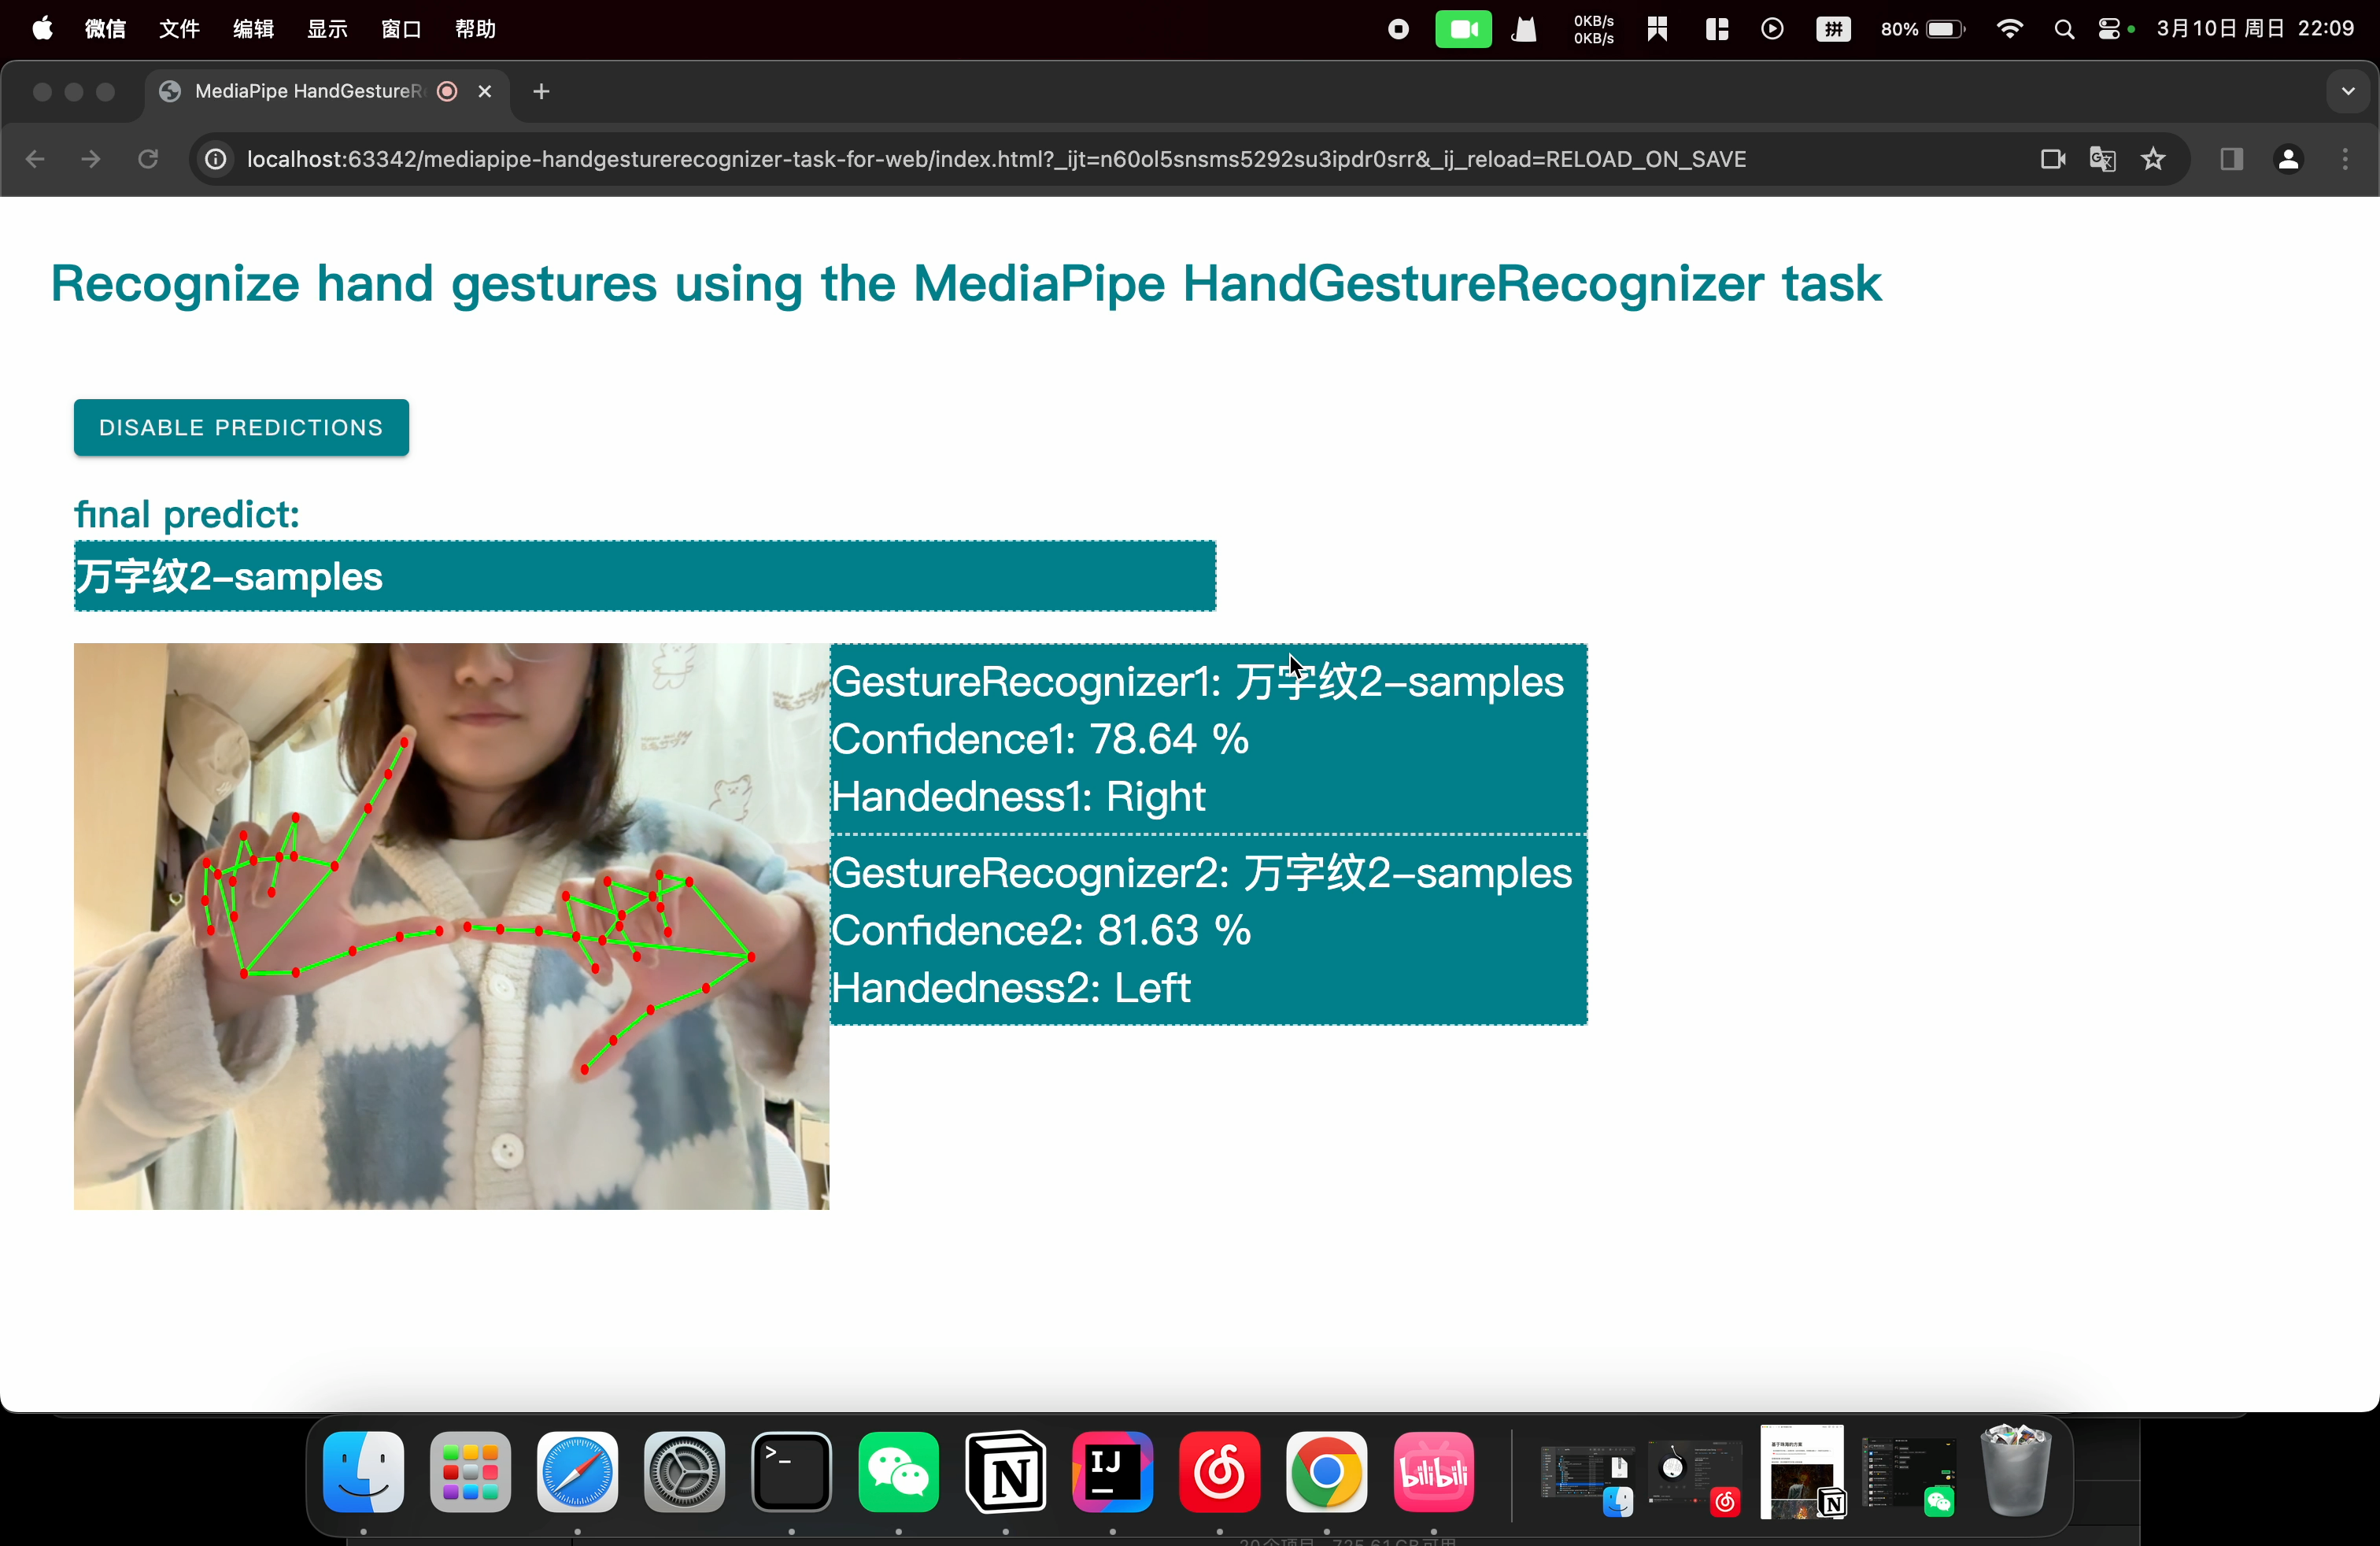 微信 文件 编辑 显示 窗口 帮助
0KB/s
0KB/s
拼 80% 3月10日 周日 22:09
MediaPipe HandGestureR
localhost:63342/mediapipe-handgesturerecognizer-task-for-web/index.html?_ijt=n60ol5snsms5292su3ipdr0srr&_ij_reload=RELOAD_ON_SAVE
Recognize hand gestures using the MediaPipe HandGestureRecognizer task
DISABLE PREDICTIONS
final predict:
万字纹2-samples
GestureRecognizer1: 万字纹2-samples
Confidence1: 78.64 %
Handedness1: Right
GestureRecognizer2: 万字纹2-samples
Confidence2: 81.63 %
Handedness2: Left
>_ N IJ bilibili